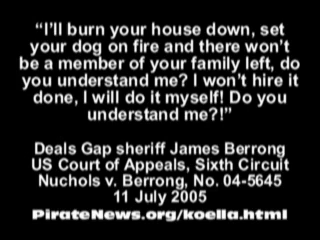 “I'll burn your house down, set
your dog on fire and there won't
be a member of your family left, do
you understand me? I won't hire it
done, I will do it myself! Do you
understand me?!”
Deals Gap sheriff James Berrong
US Court of Appeals, Sixth Circuit
Nuchols v. Berrong, No. 04-5645
11 July 2005
PirateNews.org/koella.html